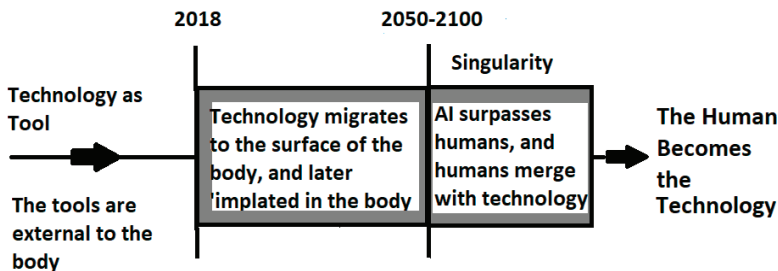 2018
2050-2100
Singularity
Technology as
Tool
The tools are
external to the
body
Technology migrates
to the surface of the
body, and later
'implated in the body
AI surpasses
humans, and
humans merge
with technology
The Human
Becomes
the
Technology